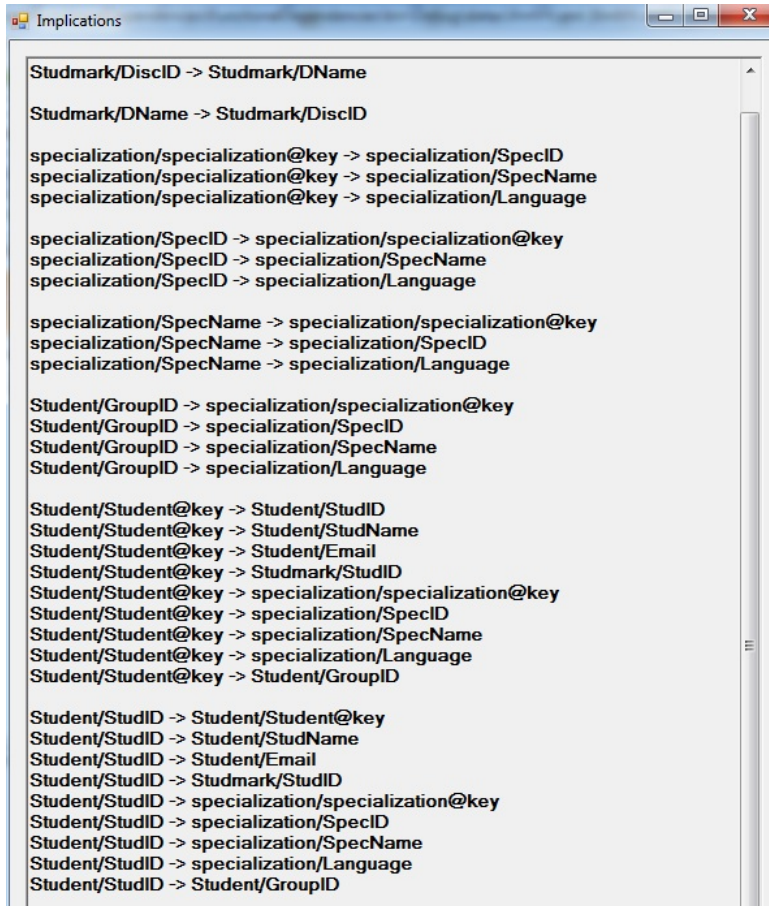 Implications
Studmark/DiscID -> Studmark/DName
Studmark/DName -> Studmark/DiscID
specialization/specialization@key -> specialization/SpecID
specialization/specialization@key -> specialization/SpecName
specialization/specialization@key -> specialization/Language
specialization/SpecID -> specialization/specialization@key
specialization/SpecID -> specialization/SpecName
specialization/SpecID -> specialization/Language
specialization/SpecName -> specialization/specialization@key
specialization/SpecName -> specialization/SpecID
specialization/SpecName -> specialization/Language
Student/GroupID -> specialization/specialization@key
Student/GroupID -> specialization/SpecID
Student/GroupID -> specialization/SpecName
Student/GroupID -> specialization/Language
Student/Student@key -> Student/StudID
Student/Student@key -> Student/StudName
Student/Student@key -> Student/Email
Student/Student@key -> Studmark/StudID
Student/Student@key -> specialization/specialization@key
Student/Student@key -> specialization/SpecID
Student/Student@key -> specialization/SpecName
Student/Student@key -> specialization/Language
Student/Student@key -> Student/GroupID
Student/StudID -> Student/Student@key
Student/StudID -> Student/StudName
Student/StudID -> Student/Email
Student/StudID -> Studmark/StudID
Student/StudID -> specialization/specialization@key
Student/StudID -> specialization/SpecID
Student/StudID -> specialization/SpecName
Student/StudID -> specialization/Language
Student/StudID -> Student/GroupID